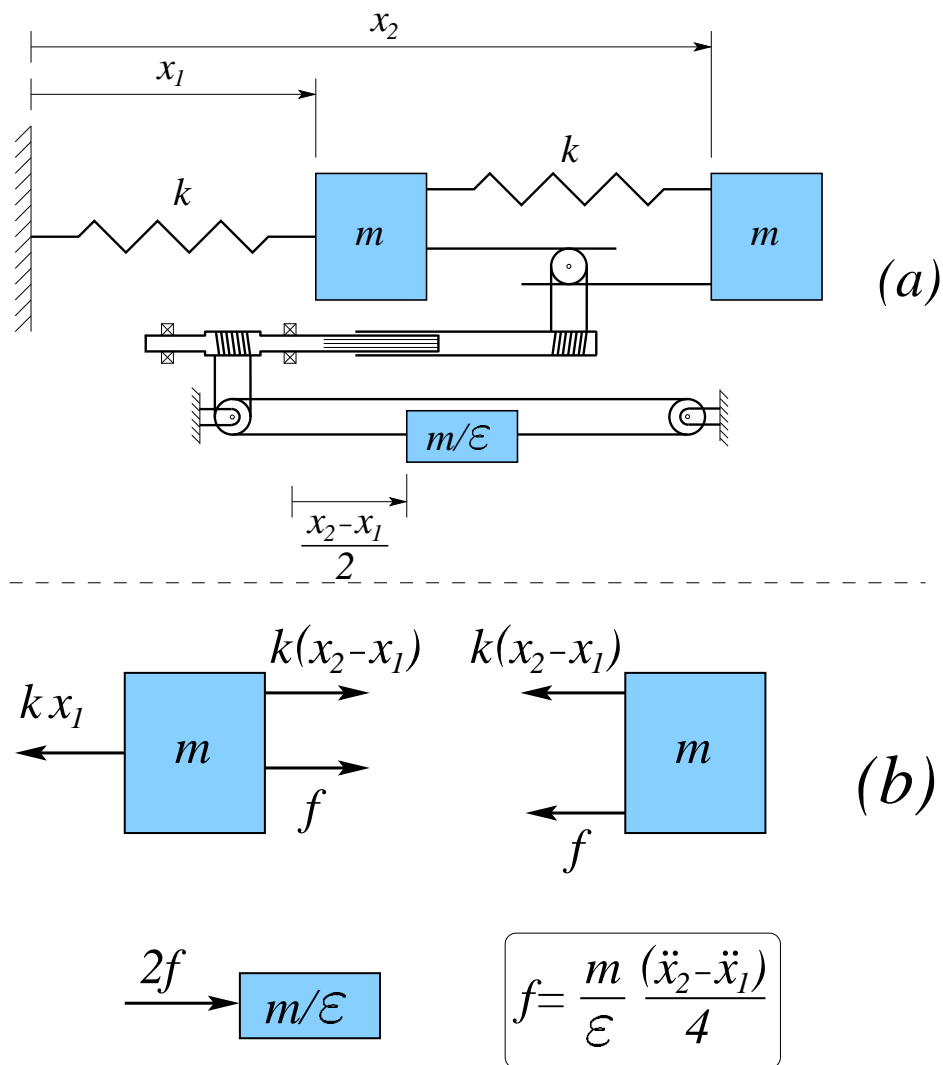 x₂
x₁
k
k
m
m
(a)
m/ε
x₂-x₁
2
k(x₂-x₁)
k(x₂-x₁)
k x₁
m
m
f
f
(b)
2f
m/ε
f= m/ε (ẍ₂-ẍ₁)/4